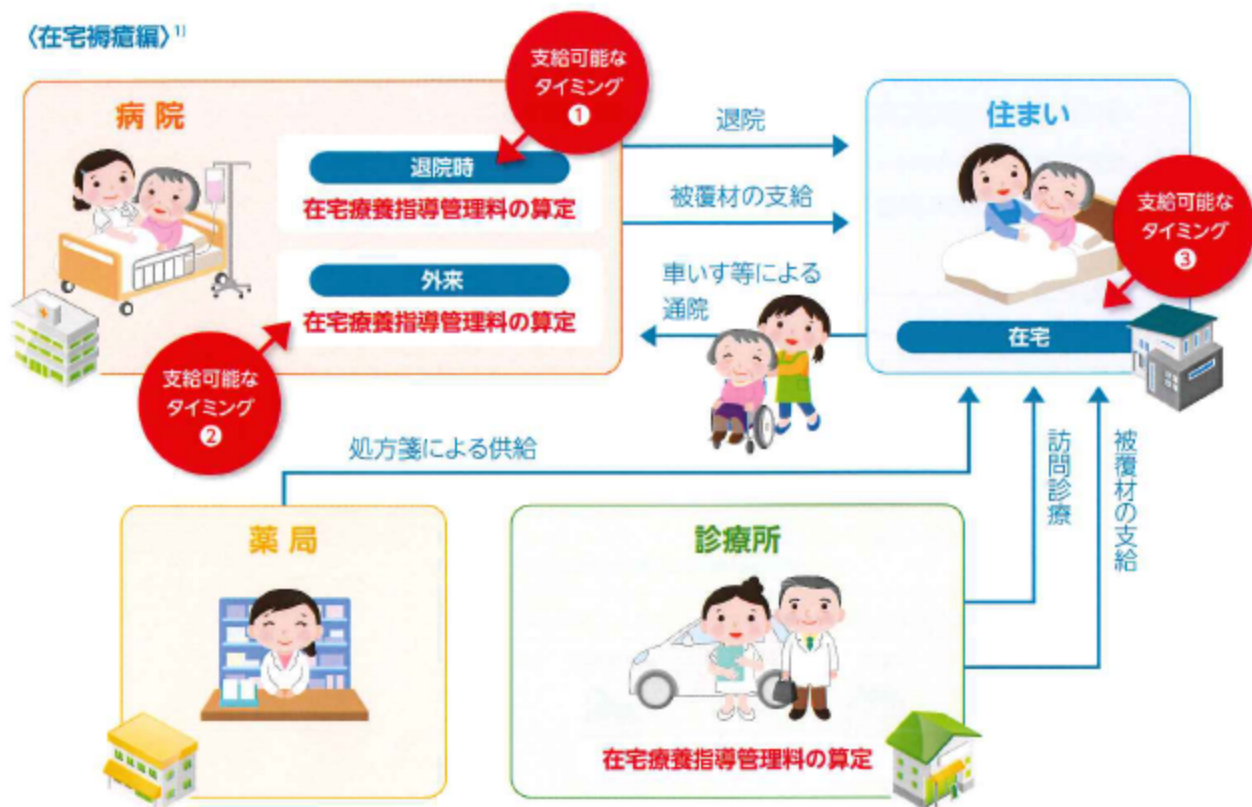 〈在宅褥瘡編〉1)
支給可能な
タイミング
❶
病院
退院時
在宅療養指導管理料の算定
外来
在宅療養指導管理料の算定
支給可能な
タイミング
❷
退院
被覆材の支給
車いす等による
通院
住まい
支給可能な
タイミング
❸
在宅
処方箋による供給
訪問診療
被覆材の支給
薬局
診療所
在宅療養指導管理料の算定